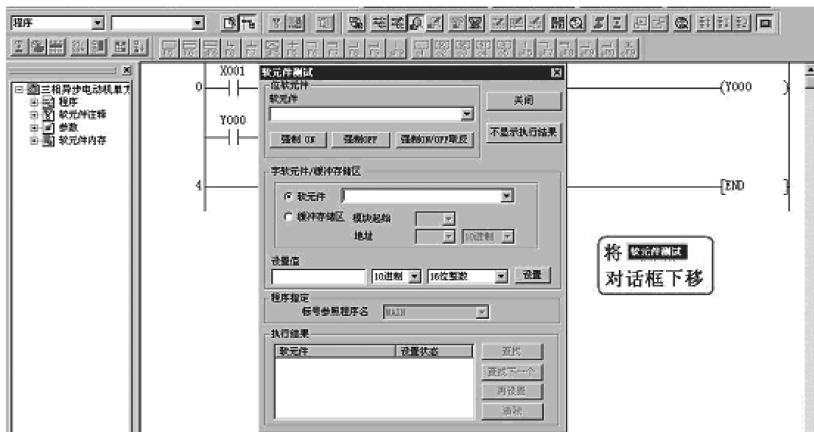 程序
三相异步电动机单方
程序
软元件注释
参数
软元件内存
0
X001
Y000
(Y000 )
4
[END ]
软元件测试
位软元件
软元件
关闭
强制 ON
强制OFF
强制ON/OFF取反
不显示执行结果
字软元件/缓冲存储区
软元件
缓冲存储区 模块起始
地址
10进制
设置值
10进制
16位整数
设置
程序指定
标号参照程序名
MAIN
执行结果
软元件
设置状态
查找
查找下一个
再设置
清除
将 软元件测试
对话框下移